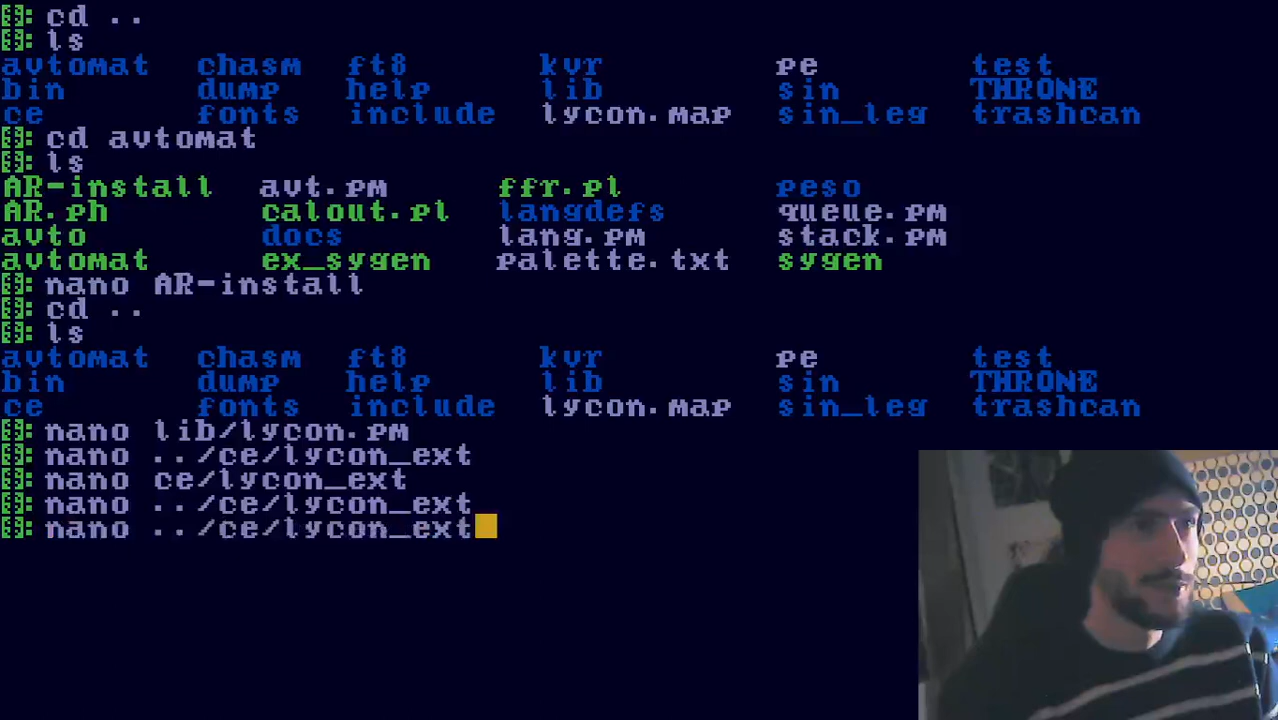 cd ..
ls
avtomat chasm ft8 kvr pe test
bin dump help lib sin THRONE
ce fonts include lycon.map sin_leg trashcan
cd avtomat
ls
AR-install avt.pm ffr.pl peso
AR.ph calout.pl langdefs queue.pm
avto docs lang.pm stack.pm
avtomat ex_sygen palette.txt sygen
nano AR-install
cd ..
ls
avtomat chasm ft8 kvr pe test
bin dump help lib sin THRONE
ce fonts include lycon.map sin_leg trashcan
nano lib/lycon.pm
nano ../ce/lycon_ext
nano ce/lycon_ext
nano ../ce/lycon_ext
nano ../ce/lycon_ext